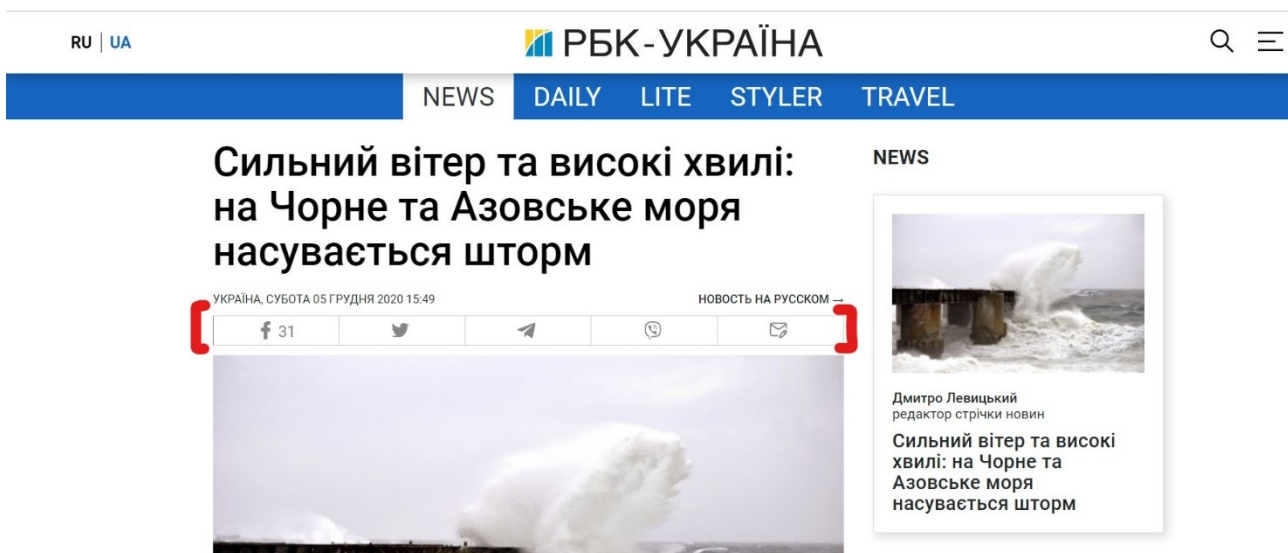 RU | UA
РБК-УКРАЇНА
NEWS DAILY LITE STYLER TRAVEL
Сильний вітер та високі хвилі:
на Чорне та Азовське моря
насувається шторм
УКРАЇНА, СУБОТА 05 ГРУДНЯ 2020 15:49
НОВОСТЬ НА РУССКОМ →
31
NEWS
Дмитро Левицький
редактор стрічки новин
Сильний вітер та високі
хвилі: на Чорне та
Азовське моря
насувається шторм